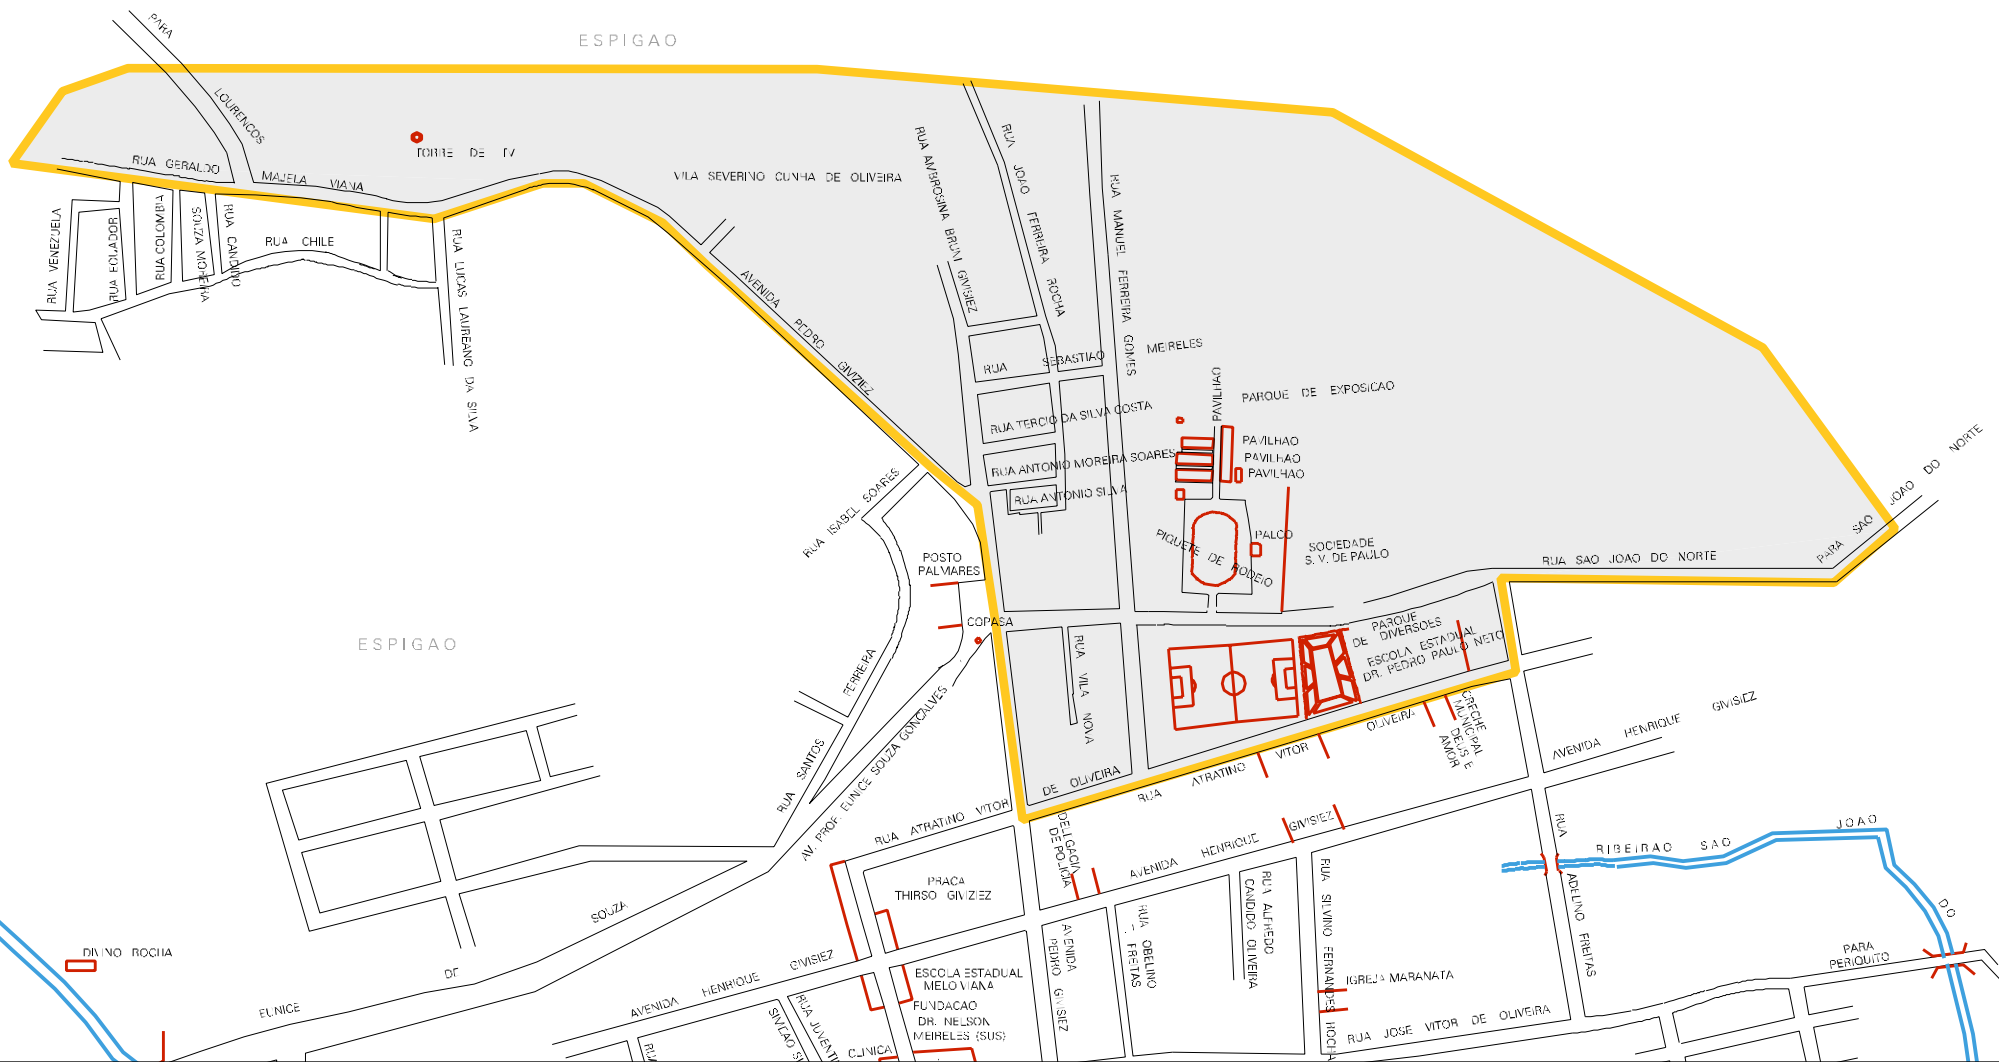 PARA
LOURENCOS
ESPIGAO
TORRE DE TV
RUA GERALDO
MAJELA VIANA
VILA SEVERINO CUNHA DE OLIVEIRA
RUA AMBROSINA BRUNI GIVISIEZ
RUA JOAO FERREIRA ROCHA
RUA MANUEL FERREIRA GOMES
RUA VENEZUELA
RUA EQUADOR
RUA COLOMBIA
SOUZA MOREIRA
RUA CANDIDO
RUA CHILE
RUA LUCAS LAUREANO DA SILVA
AVENIDA PEDRO GIVIZIEZ
RUA SEBASTIAO MEIRELES
RUA TERCIO DA SILVA COSTA
RUA ANTONIO MOREIRA SOARES
RUA ANTONIO SILVA
PAVILHAO
PARQUE DE EXPOSICAO
PAVILHAO
PAVILHAO
PAVILHAO
PIQUETE DE RODEIO
PALCO
SOCIEDADE
S. V. DE PAULO
RUA SAO JOAO DO NORTE
PARA SAO JOAO DO NORTE
RUA ISABEL SOARES
POSTO
PALMARES
COPASA
ESPIGAO
RUA SANTOS FERREIRA
AV. PROF. EUNICE SOUZA GONCALVES
RUA VILA NOVA
PARQUE
DE DIVERSOES
ESCOLA ESTADUAL
DR. PEDRO PAULO NETO
CRECHE
MUNICIPAL
DEUS E
AMOR
RUA ATRATINO VITOR
DE OLIVEIRA
RUA ATRATINO VITOR OLIVEIRA
AVENIDA HENRIQUE GIVISIEZ
DELEGACIA
DE POLICIA
AVENIDA HENRIQUE GIVISIEZ
PRACA
THIRSO GIVIZIEZ
RUA ADELINO FREITAS
RIBEIRAO SAO JOAO DO
RUA ALFREDO
CANDIDO OLIVEIRA
RUA SILVINO FERNANDES ROCHA
RUA OBELINO
FREITAS
AVENIDA
PEDRO GIVISIEZ
DIVINO ROCHA
EUNICE DE SOUZA
AVENIDA HENRIQUE GIVISIEZ
ESCOLA ESTADUAL
MELO VIANA
FUNDACAO
DR. NELSON
MEIRELES (SUS)
CLINICA
IGREJA MARANATA
RUA JOSE VITOR DE OLIVEIRA
PARA
PERIQUITO
RUA